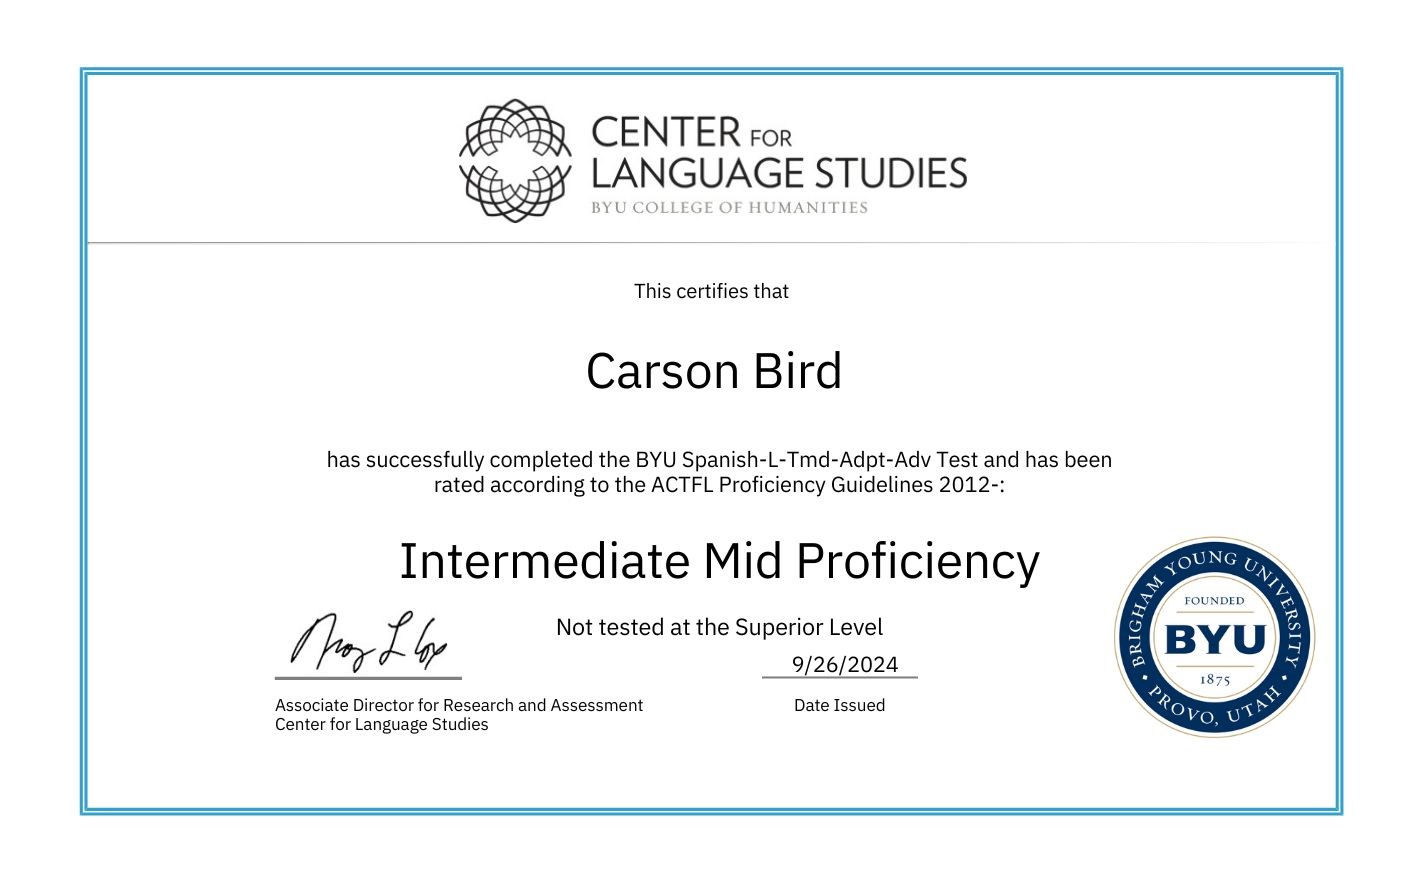 CENTER FOR
LANGUAGE STUDIES
BYU COLLEGE OF HUMANITIES
This certifies that
Carson Bird
has successfully completed the BYU Spanish-L-Tmd-Adpt-Adv Test and has been
rated according to the ACTFL Proficiency Guidelines 2012-:
Intermediate Mid Proficiency
Not tested at the Superior Level
9/26/2024
Associate Director for Research and Assessment
Center for Language Studies
Date Issued
BRIGHAM YOUNG UNIVERSITY
FOUNDED
BYU
1875
PROVO, UTAH